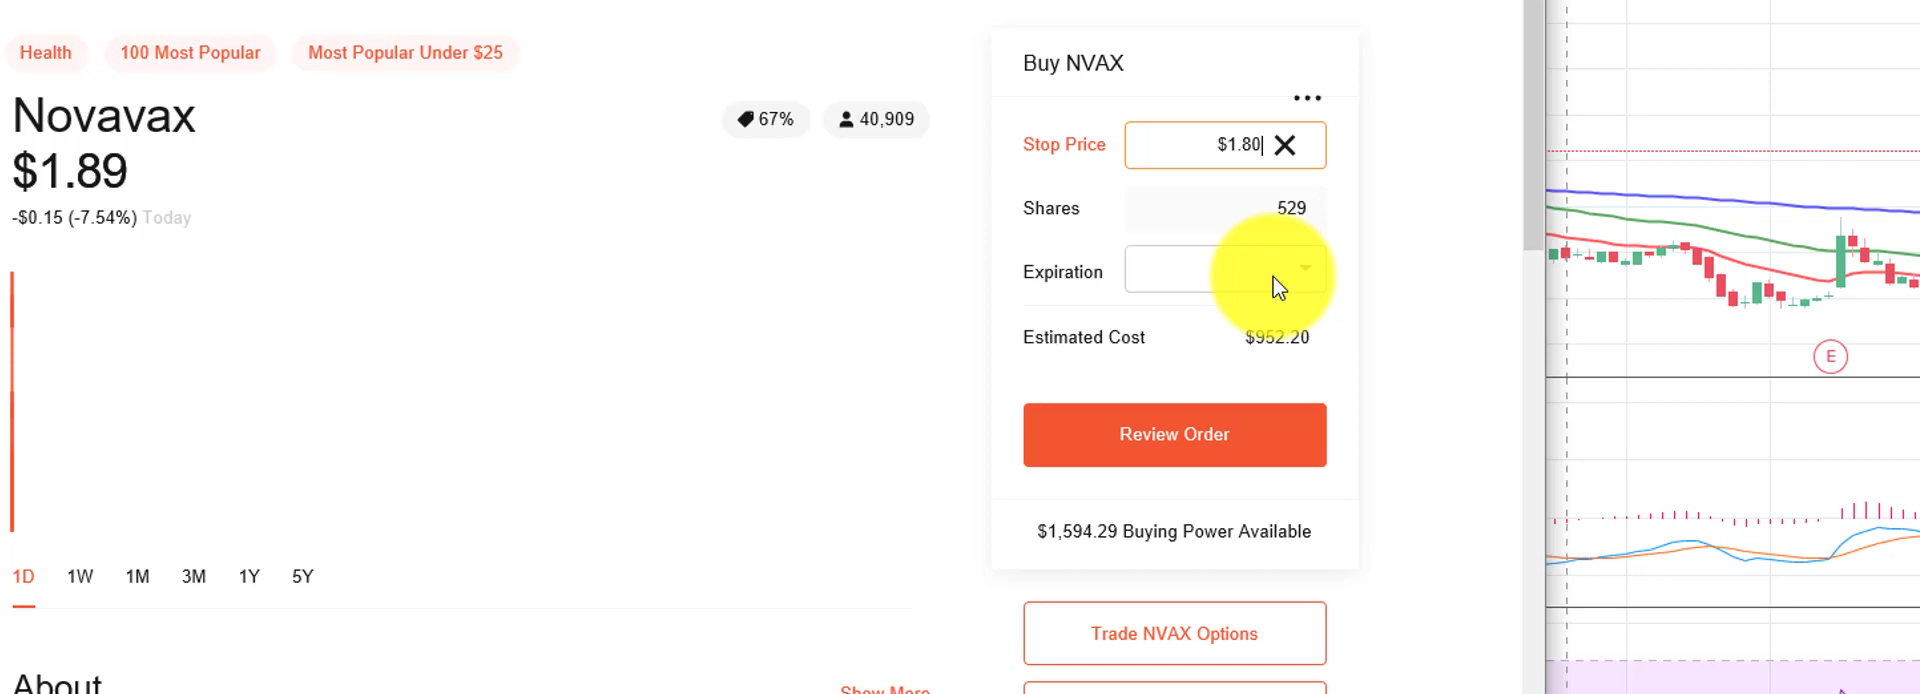 Health 100 Most Popular Most Popular Under $25
Novavax
$1.89
-$0.15 (-7.54%) Today
67% 40,909
1D 1W 1M 3M 1Y 5Y
About
Show More
Buy NVAX
Stop Price $1.80
Shares 529
Expiration
Estimated Cost $952.20
Review Order
$1,594.29 Buying Power Available
Trade NVAX Options
E